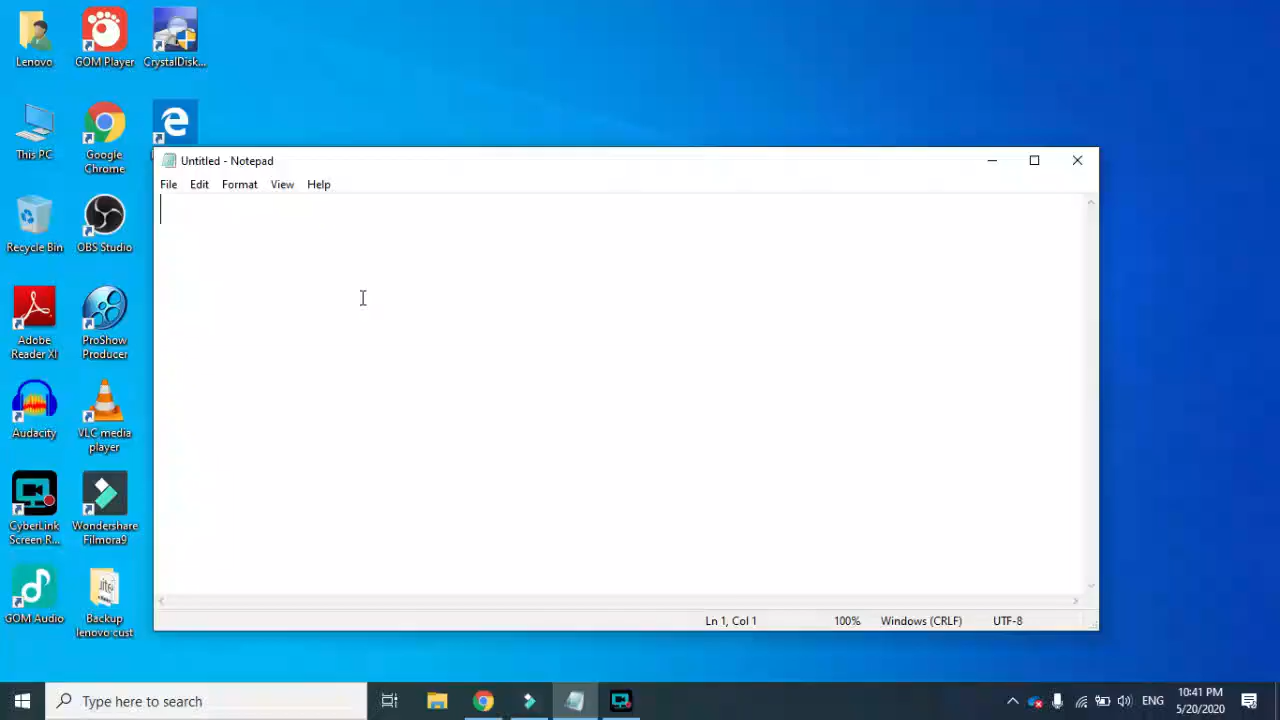 Lenovo
GOM Player
CrystalDisk...
This PC
Google
Chrome
Untitled - Notepad
File Edit Format View Help
Recycle Bin
OBS Studio
Adobe
Reader XI
ProShow
Producer
Audacity
VLC media
player
CyberLink
Screen R...
Wondershare
Filmora9
GOM Audio
Backup
lenovo cust
Ln 1, Col 1
100%
Windows (CRLF)
UTF-8
Type here to search
ENG
10:41 PM
5/20/2020